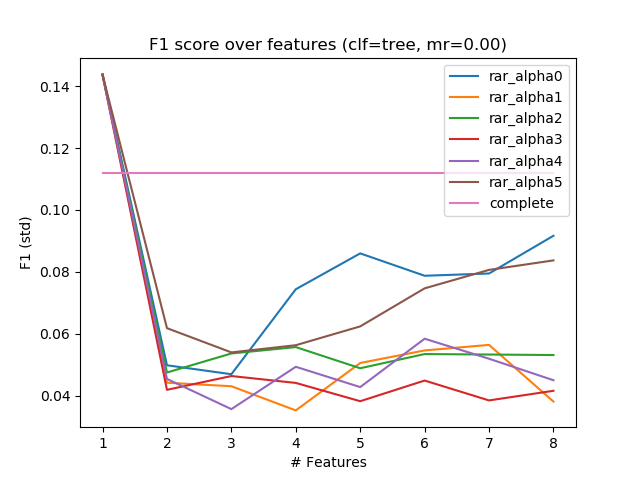 F1 score over features (clf=tree, mr=0.00)
F1 (std)
0.14
0.12
0.10
0.08
0.06
0.04
rar_alpha0
rar_alpha1
rar_alpha2
rar_alpha3
rar_alpha4
rar_alpha5
complete
1 2 3 4 5 6 7 8
# Features